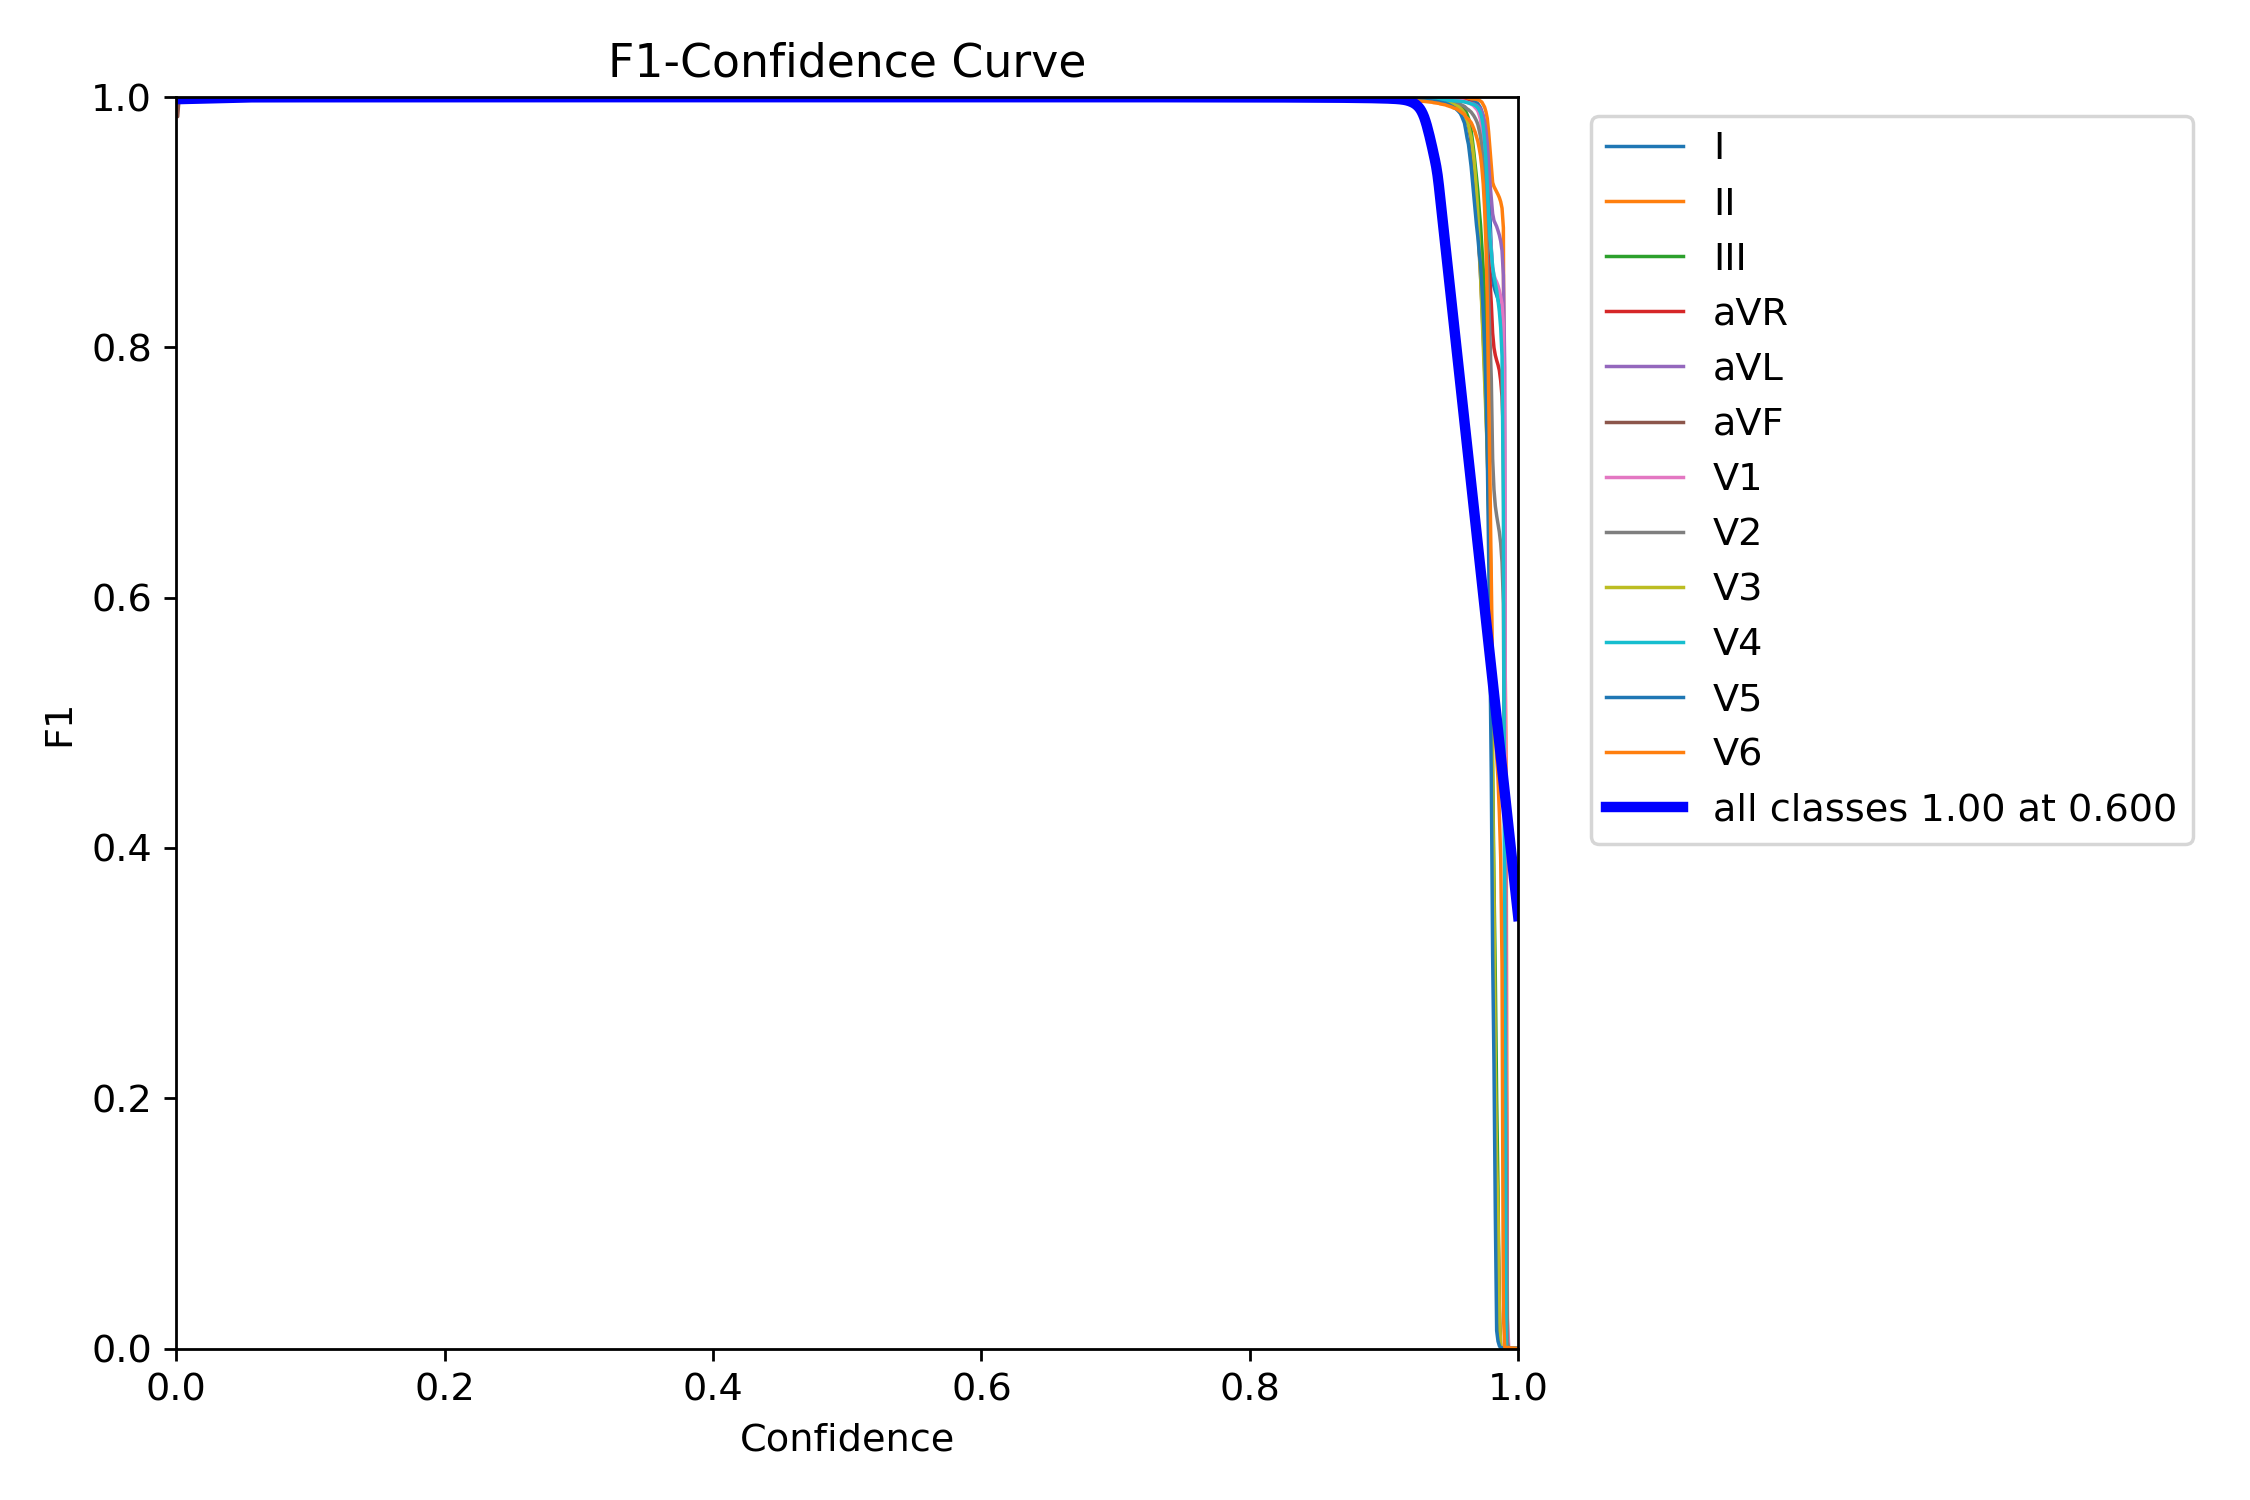 F1-Confidence Curve
1.0
0.8
0.6
0.4
0.2
0.0
F1
0.0 0.2 0.4 0.6 0.8 1.0
Confidence
I
II
III
aVR
aVL
aVF
V1
V2
V3
V4
V5
V6
all classes 1.00 at 0.600